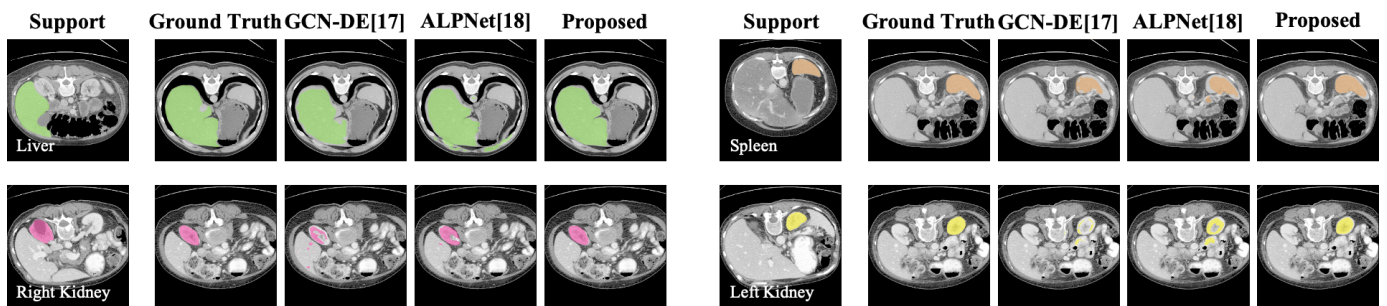 Support Ground Truth GCN-DE[17] ALPNet[18] Proposed Support Ground Truth GCN-DE[17] ALPNet[18] Proposed
Liver Spleen
Right Kidney Left Kidney